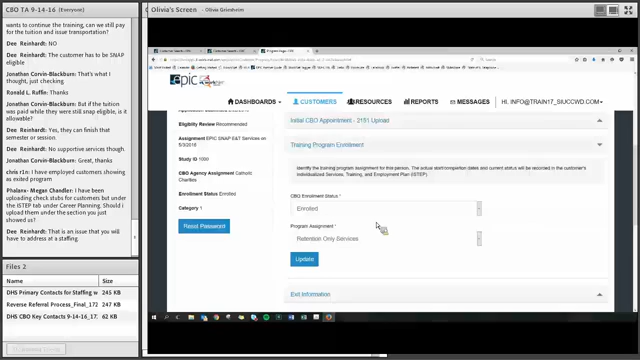 CBO TA 9-14-16 (Everyone)
wants to continue the training, can we still pay
for the tuition and issue transportation?
Dee Reinhardt: NO
Dee Reinhardt: The customer has to be SNAP
eligible
Jonathan Corvin-Blackburn: That's what I
thought, just checking
Ronald L. Raffin: Thanks
Jonathan Corvin-Blackburn: But if the tuition
was paid while they were still snap eligible, is it
allowable?
Dee Reinhardt: Yes, they can finish that
semester or session
Dee Reinhardt: No supportive services though.
Jonathan Corvin-Blackburn: Great, thanks
chris r1n: I have employed customers showing
as exited program
Phalanx- Megan Chandler: I have been
uploading check stubs for customers but under
the ISTEP tab under Career Planning. Should i
upload them under the section you just showed
us?
Dee Reinhardt: That is an issue that you will
have to address at a staffing.
Everyone
Files 2
Name
Size
DHS Primary Contacts for Staffing w
245 KB
Reverse Referral Process_Final_172
247 KB
DHS CBO Key Contacts 9-14-16_17
62 KB
Olivia's Screen - Olivia Grandheim
epic
DASHBOARDS
CUSTOMERS
RESOURCES
REPORTS
MESSAGES
HI, INFO@TRAIN17_SIUCCWD.COM
Eligibility Review Recommended
Assignment EPIC SNAP E&T Services on
5/3/2018
Study ID 1000
CBO Agency Assignment Catholic
Charities
Enrollment Status Enrolled
Category 1
Reset Password
Initial CBO Appointment - 2151 Upload
Training Program Enrollment
Identify the training program assignment for this person. The actual start/completion dates and current status will be recorded in the customer's
Individualized Services, Training, and Employment Plan (ISTEP).
CBO Enrollment Status *
Enrolled
Program Assignment *
Retention Only Services
Update
Exit Information